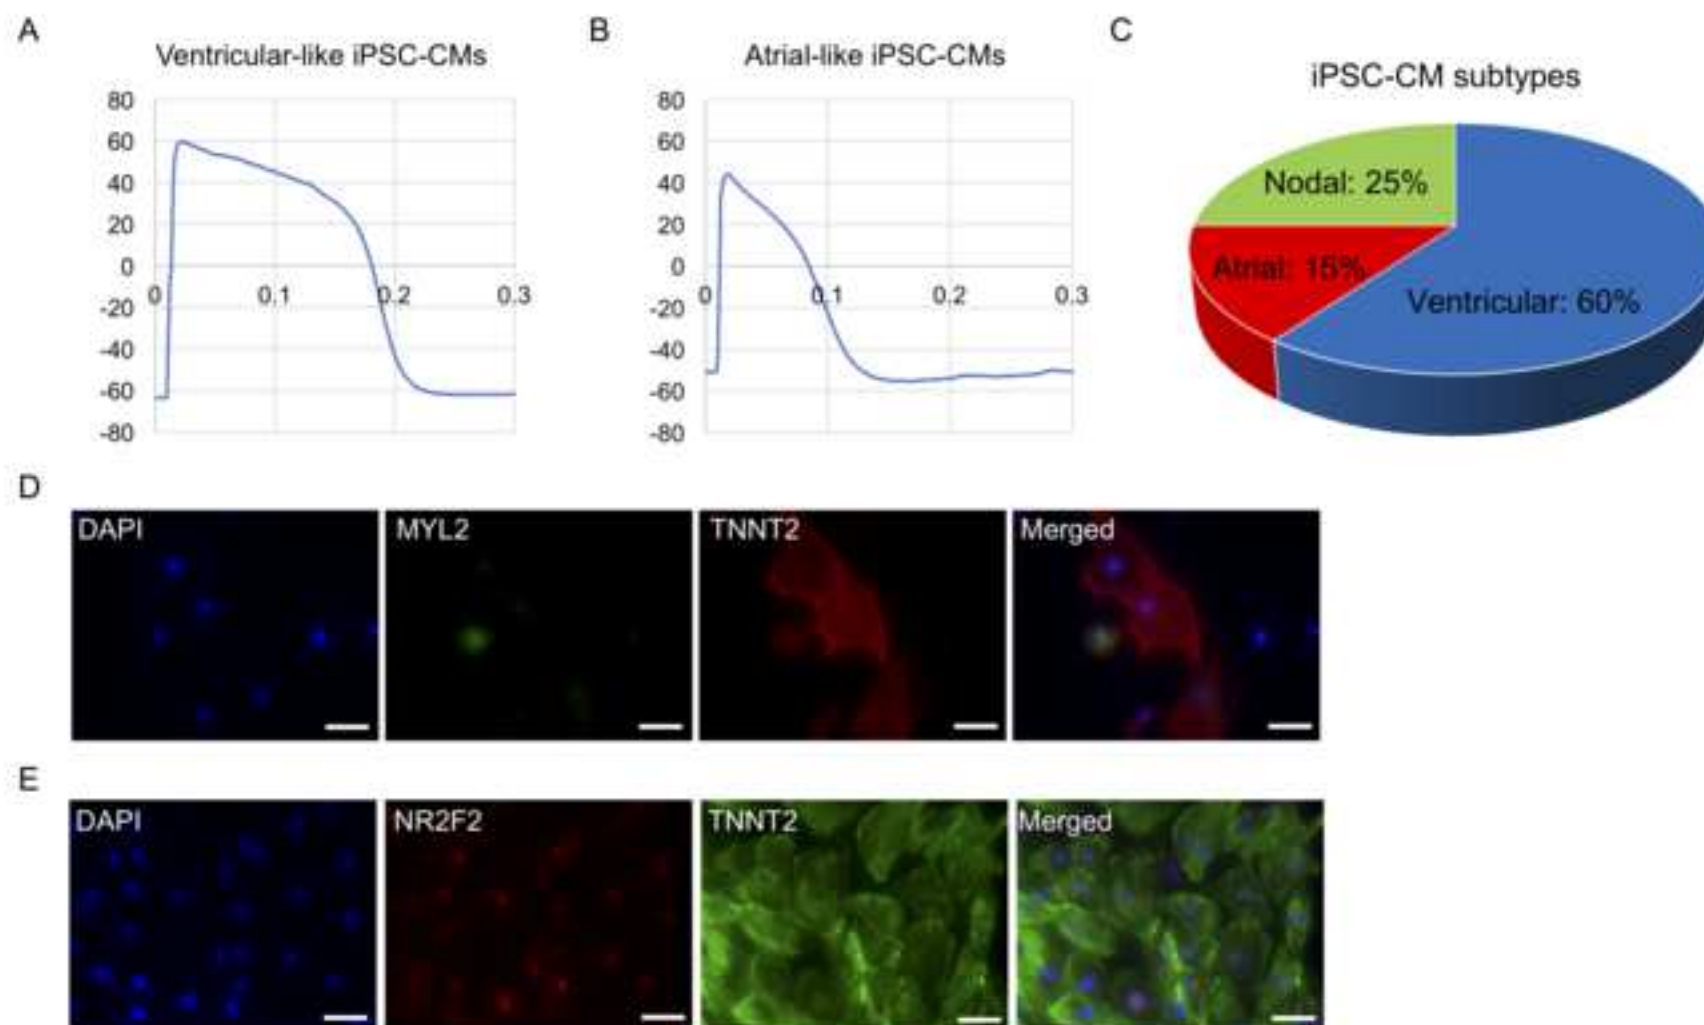 A
Ventricular-like iPSC-CMs
80
60
40
20
0
-20
-40
-60
-80
0 0.1 0.2 0.3
B
Atrial-like iPSC-CMs
80
60
40
20
0
-20
-40
-60
-80
0 0.1 0.2 0.3
C
iPSC-CM subtypes
Nodal: 25%
Atrial: 15%
Ventricular: 60%
D
DAPI MYL2 TNNT2 Merged
E
DAPI NR2F2 TNNT2 Merged